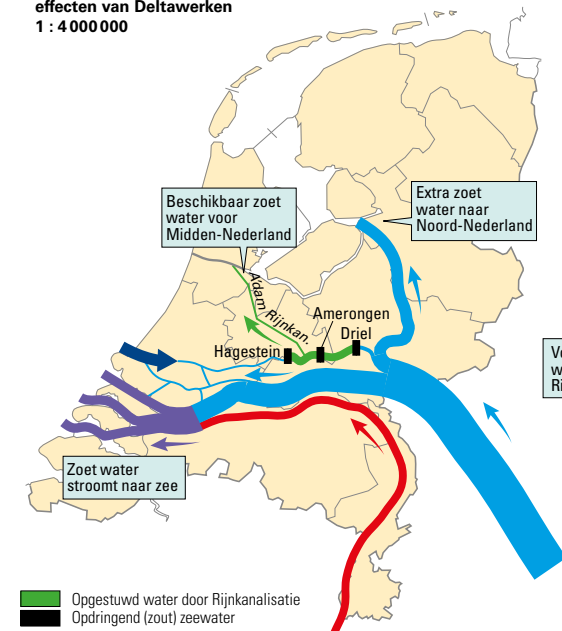 effecten van Deltawerken
1 : 4 000 000
Beschikbaar zoet
water voor
Midden-Nederland
Extra zoet
water naar
Noord-Nederland
A'dam Rijnkan.
Amerongen
Driel
Hagestein
Zoet water
stroomt naar zee
Opgestuwd water door Rijnkanalisatie
Opdringend (zout) zeewater